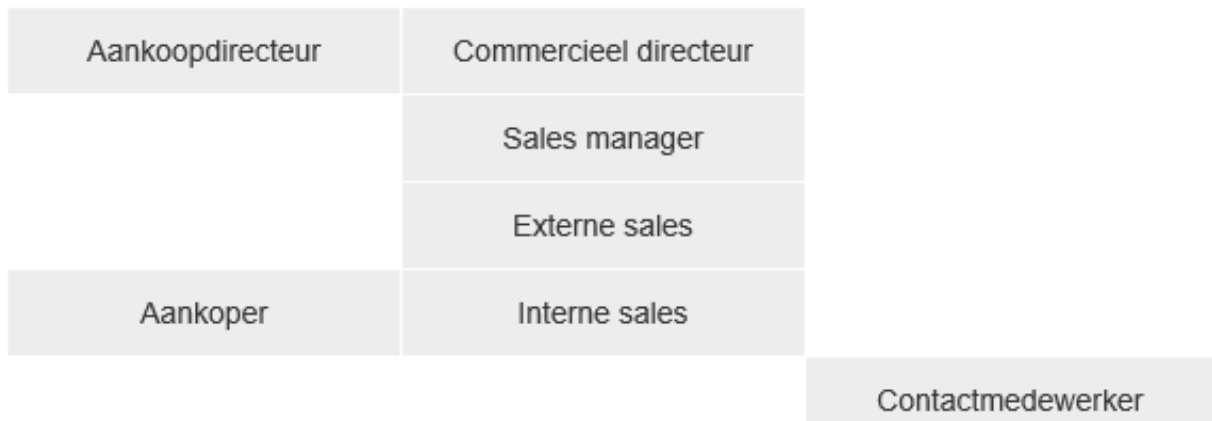 Aankoopdirecteur Commercieel directeur
Sales manager
Externe sales
Aankoper Interne sales
Contactmedewerker